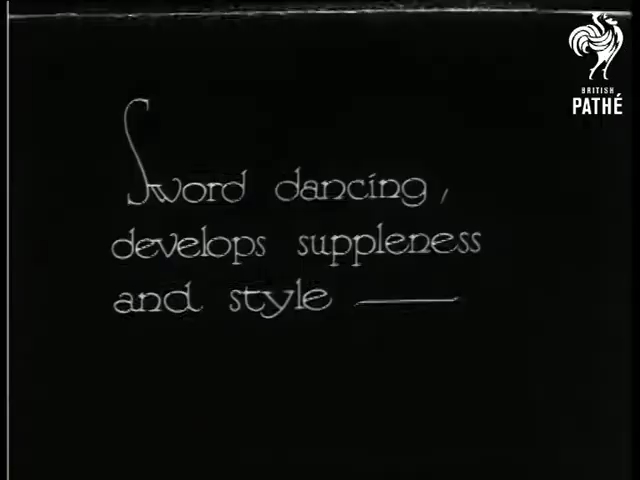 BRITISH
PATHÉ
Sword dancing,
develops suppleness
and style —